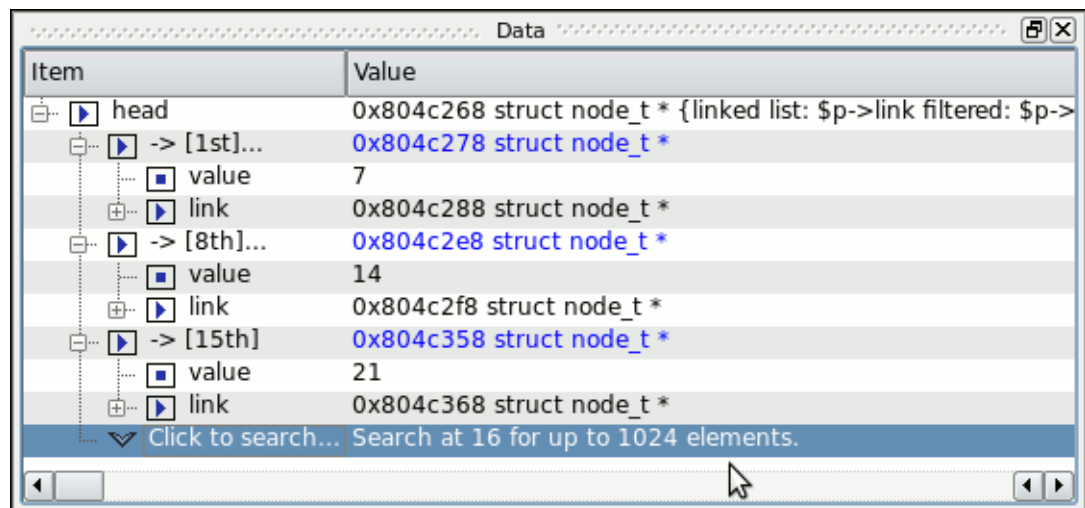 Data
Item Value
head 0x804c268 struct node_t * {linked list: $p->link filtered: $p->
-> [1st]... 0x804c278 struct node_t *
value 7
link 0x804c288 struct node_t *
-> [8th]... 0x804c2e8 struct node_t *
value 14
link 0x804c2f8 struct node_t *
-> [15th] 0x804c358 struct node_t *
value 21
link 0x804c368 struct node_t *
Click to search... Search at 16 for up to 1024 elements.